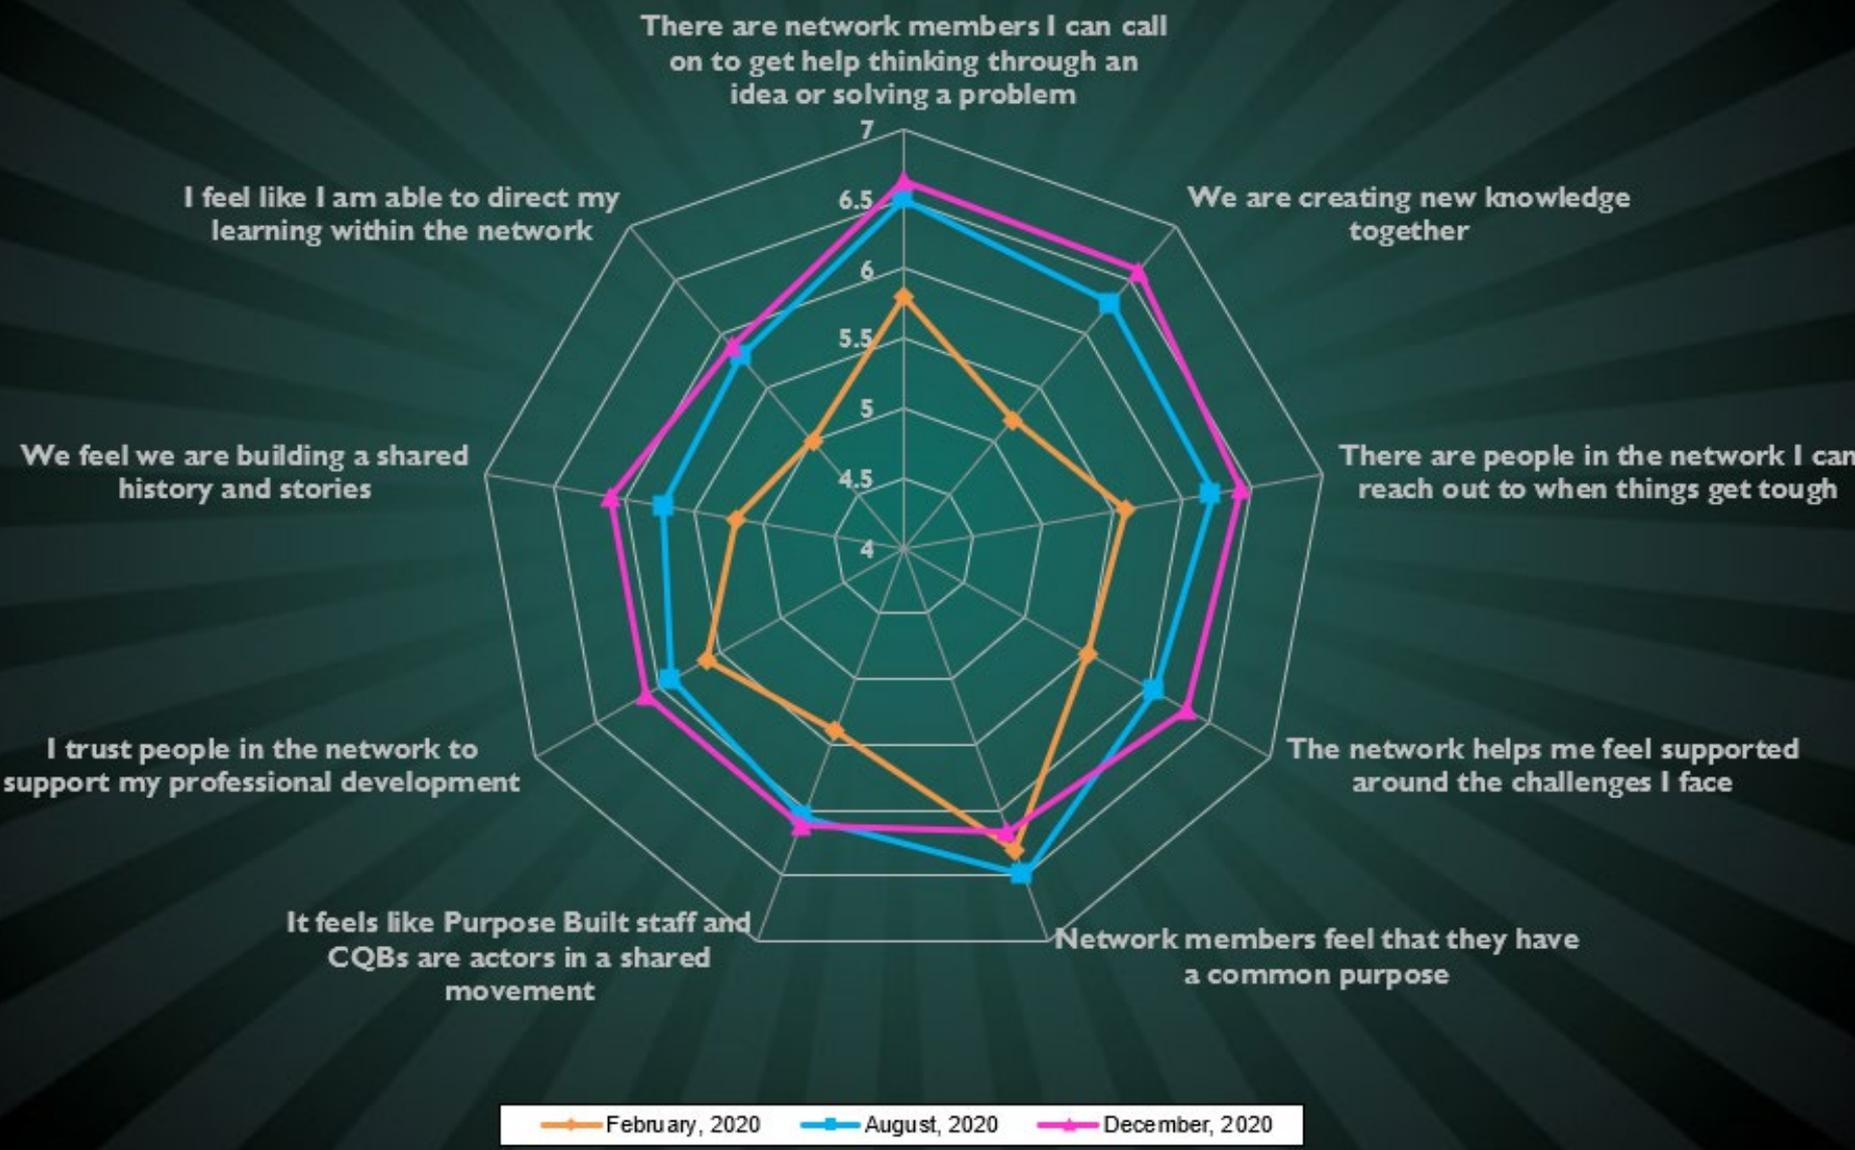 There are network members I can call
on to get help thinking through an
idea or solving a problem
7
6.5
6
5.5
5
4.5
4
We are creating new knowledge
together
There are people in the network I can
reach out to when things get tough
The network helps me feel supported
around the challenges I face
Network members feel that they have
a common purpose
It feels like Purpose Built staff and
CQBs are actors in a shared
movement
I trust people in the network to
support my professional development
We feel we are building a shared
history and stories
I feel like I am able to direct my
learning within the network
February, 2020
August, 2020
December, 2020